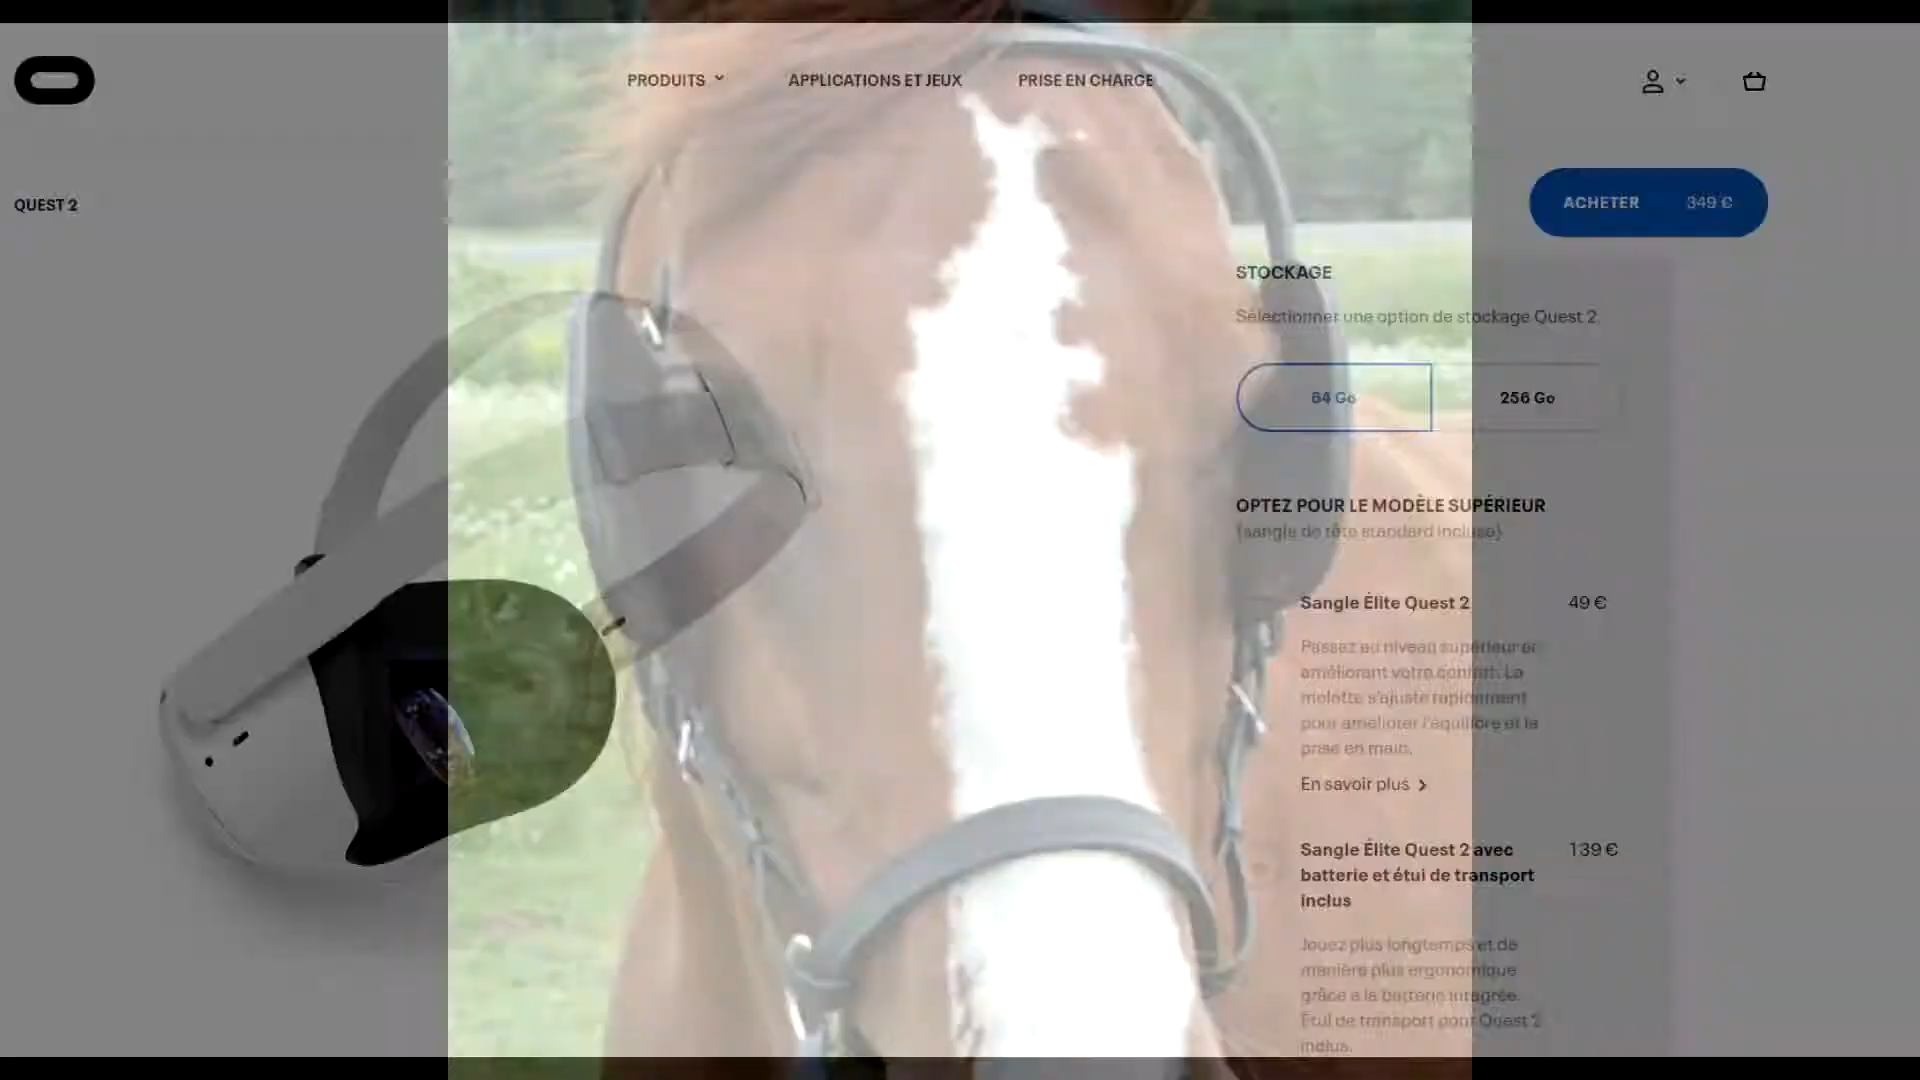 PRODUITS
APPLICATIONS ET JEUX
PRISE EN CHARGE
QUEST 2
ACHETER 349 €
STOCKAGE
Sélectionner une option de stockage Quest 2
64 Go
256 Go
OPTEZ POUR LE MODÈLE SUPÉRIEUR
(sangle de tête standard incluse)
Sangle Élite Quest 2 49 €
Passez au niveau supérieur en
améliorant votre confort. La
molette s'ajuste rapidement
pour améliorer l'équilibre et la
prise en main.
En savoir plus
Sangle Élite Quest 2 avec 139 €
batterie et étui de transport
inclus
Jouez plus longtemps et de
manière plus ergonomique
grâce à la batterie intégrée.
Étui de transport pour Quest 2
inclus.